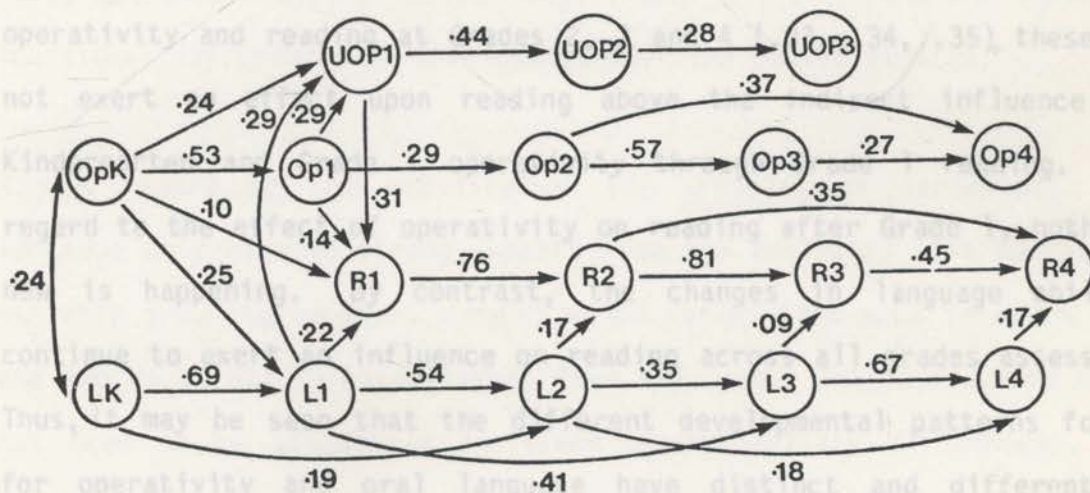 operativity and reading at Grades and .34, .35), these
UOP1 .44 UOP2 .28 UOP3
not exert effect upon reading above the indirect influence
.24 .29 .29 .37
Kindergarten and operativity through Grade 1 reading.
OpK .53 Op1 .29 Op2 .57 Op3 .27 Op4
.10 .14 .31 .35
regard to the effect of operativity on reading after Grade 1, noth
R1 .76 R2 .81 R3 .45 R4
.24 .25
is happening. By contrast, the changes in language
.22 .17 .09 .17
continue to exert an influence on reading across all grades assess
LK .69 L1 .54 L2 .35 L3 .67 L4
Thus, it may be seen that the different developmental patterns fo
.19 .41 .18
for operativity and oral language have distinct and different